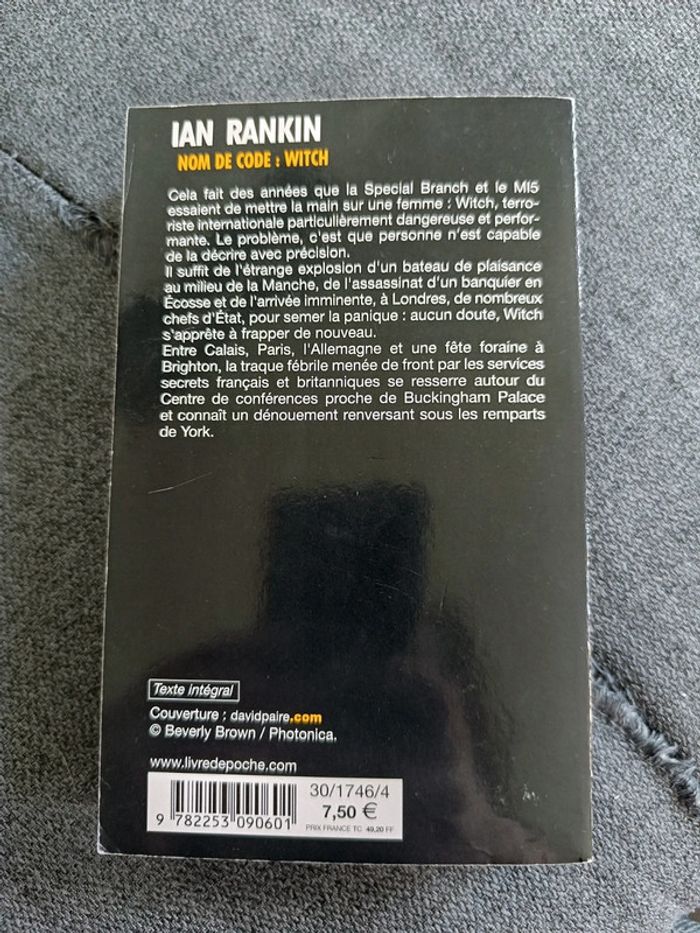 IAN RANKIN
NOM DE CODE : WITCH
Cela fait des années que la Special Branch et le MI5
essaient de mettre la main sur une femme : Witch, terro-
riste internationale particulièrement dangereuse et perfor-
mante. Le problème, c'est que personne n'est capable
de la décrire avec précision.
Il suffit de l'étrange explosion d'un bateau de plaisance
au milieu de la Manche, de l'assassinat d'un banquier en
Écosse et de l'arrivée imminente, à Londres, de nombreux
chefs d'État, pour semer la panique : aucun doute, Witch
s'apprête à frapper de nouveau.
Entre Calais, Paris, l'Allemagne et une fête foraine à
Brighton, la traque fébrile menée de front par les services
secrets français et britanniques se resserre autour du
Centre de conférences proche de Buckingham Palace
et connaît un dénouement renversant sous les remparts
de York.
Texte intégral
Couverture : davidpaire.com
© Beverly Brown / Photonica.
www.livredepoche.com
30/1746/4
7,50 €
PRIX FRANCE TC 49,20 FF
9 782253 090601